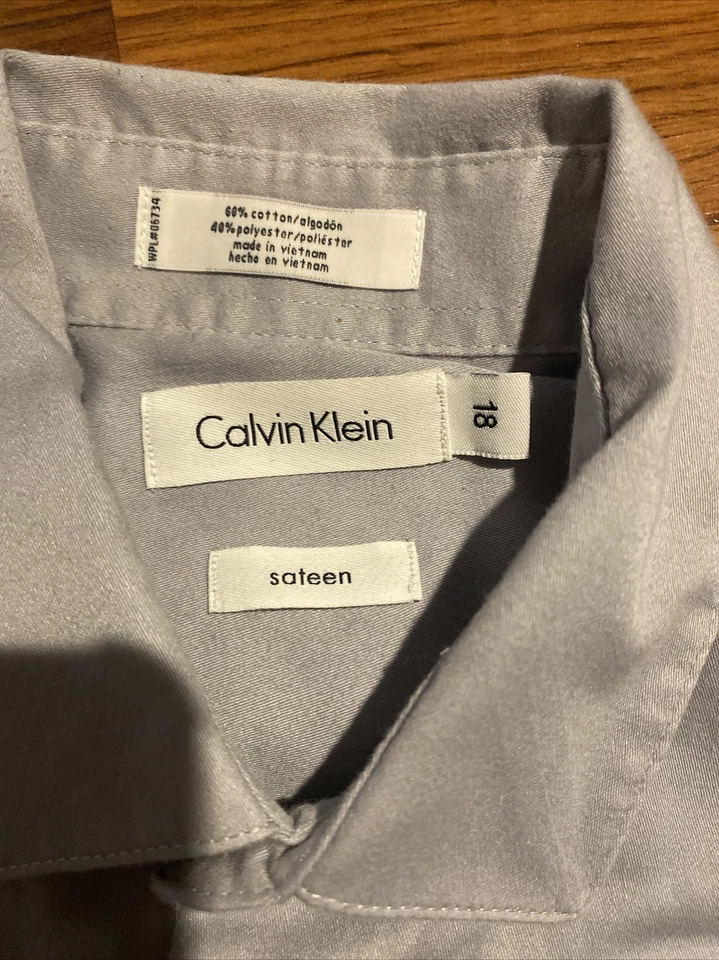 WPL#06734
60% cotton/algodón
40% polyester/poliéster
made in vietnam
hecho en vietnam
Calvin Klein
18
sateen